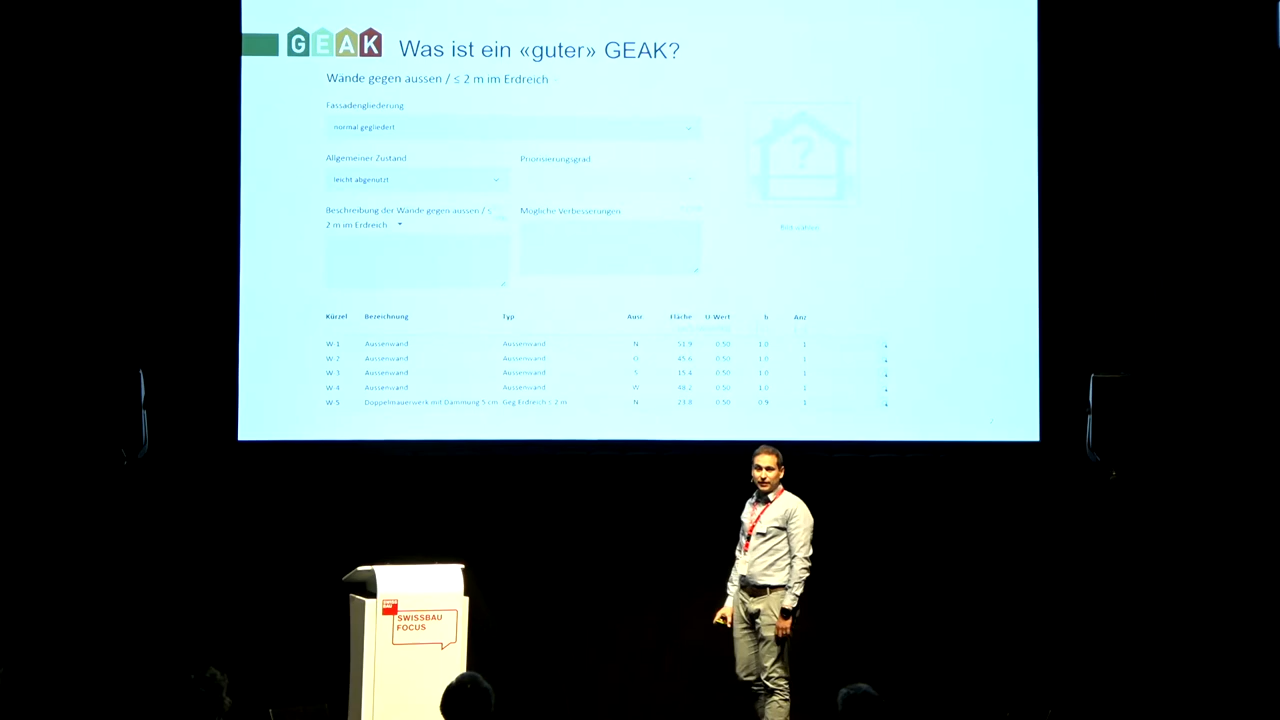 GEAK
Was ist ein «guter» GEAK?
Wände gegen aussen / ≤ 2 m im Erdreich
Fassadengliederung
normal gegliedert
Allgemeiner Zustand
Priorisierungsgrad
leicht abgenutzt
Beschreibung der Wände gegen aussen / ≤
2 m im Erdreich
Mögliche Verbesserungen
Kürzel Bezeichnung Typ Ausr. Fläche U-Wert b Anz
W-1 Aussenwand Aussenwand N 51.9 0.50 1.0 1
W-2 Aussenwand Aussenwand O 45.6 0.50 1.0 1
W-3 Aussenwand Aussenwand S 15.4 0.50 1.0 1
W-4 Aussenwand Aussenwand W 48.2 0.50 1.0 1
W-5 Doppelmauerwerk mit Dämmung 5 cm Geg Erdreich ≤ 2 m N 23.8 0.50 0.9 1
SWISSBAU
FOCUS